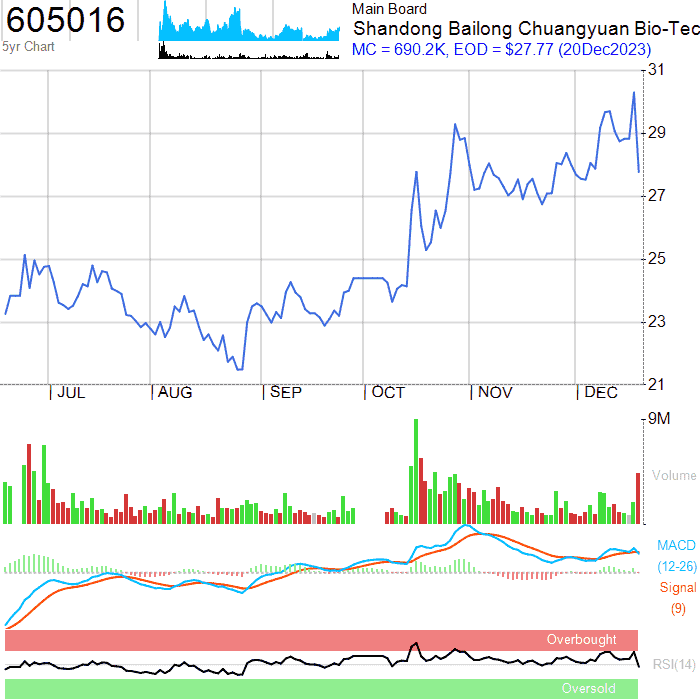 605016
5yr Chart
Main Board
Shandong Bailong Chuangyuan Bio-Tec
MC = 690.2K, EOD = $27.77 (20Dec2023)
31
29
27
25
23
21
JUL
AUG
SEP
OCT
NOV
DEC
9M
Volume
MACD
(12-26)
Signal
(9)
Overbought
RSI(14)
Oversold